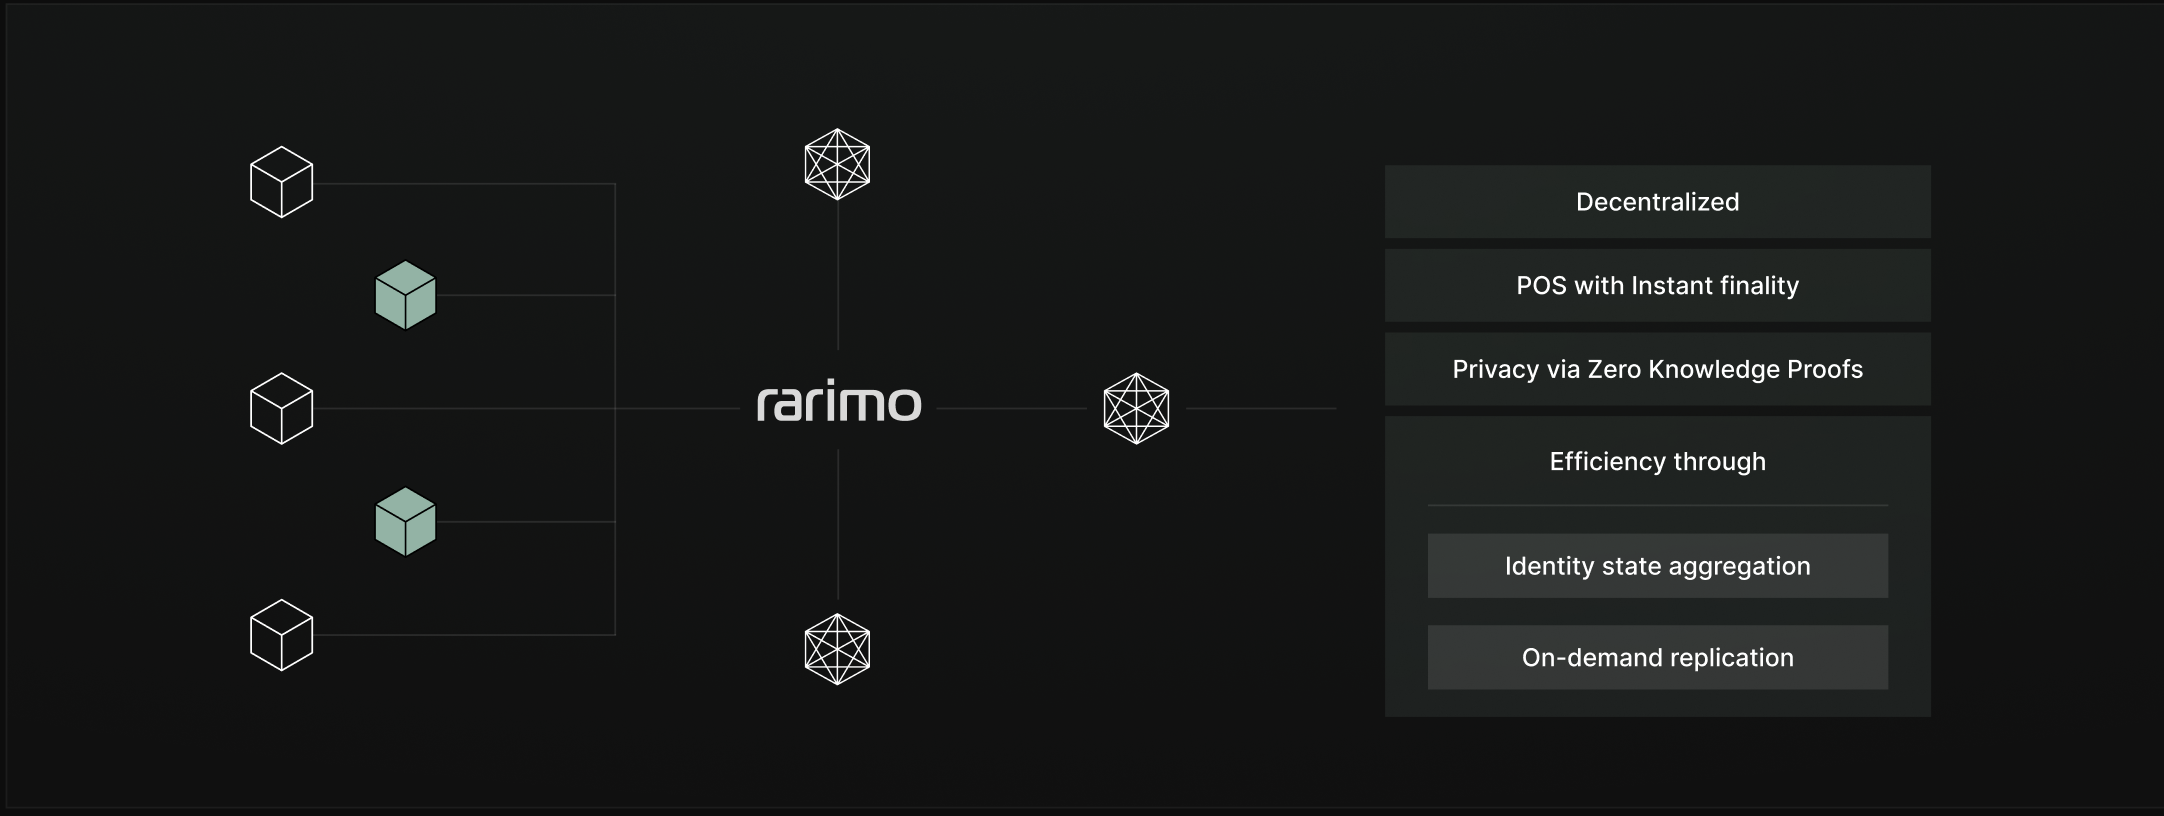 rarimo
Decentralized
POS with Instant finality
Privacy via Zero Knowledge Proofs
Efficiency through
Identity state aggregation
On-demand replication